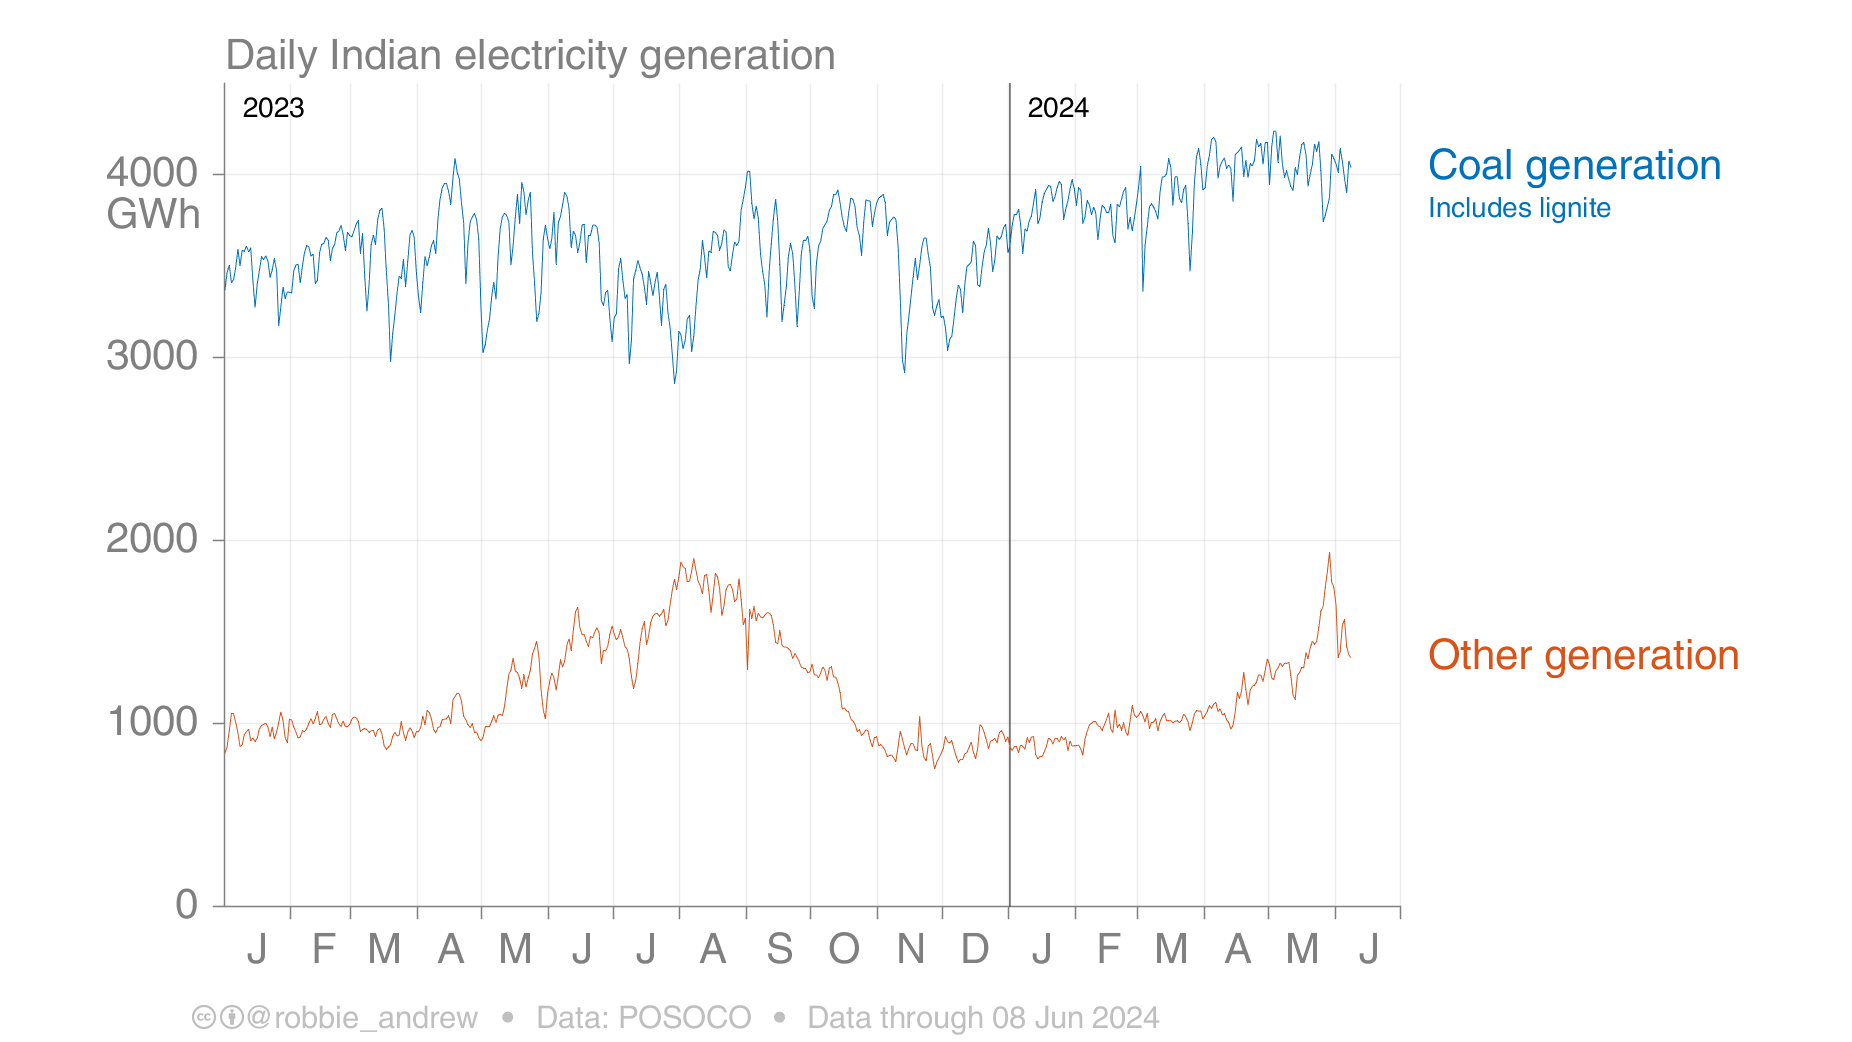 Daily Indian electricity generation
2023
2024
4000
GWh
3000
2000
1000
0
Coal generation
Includes lignite
Other generation
J F M A M J J A S O N D J F M A M J
cc @robbie_andrew • Data: POSOCO • Data through 08 Jun 2024